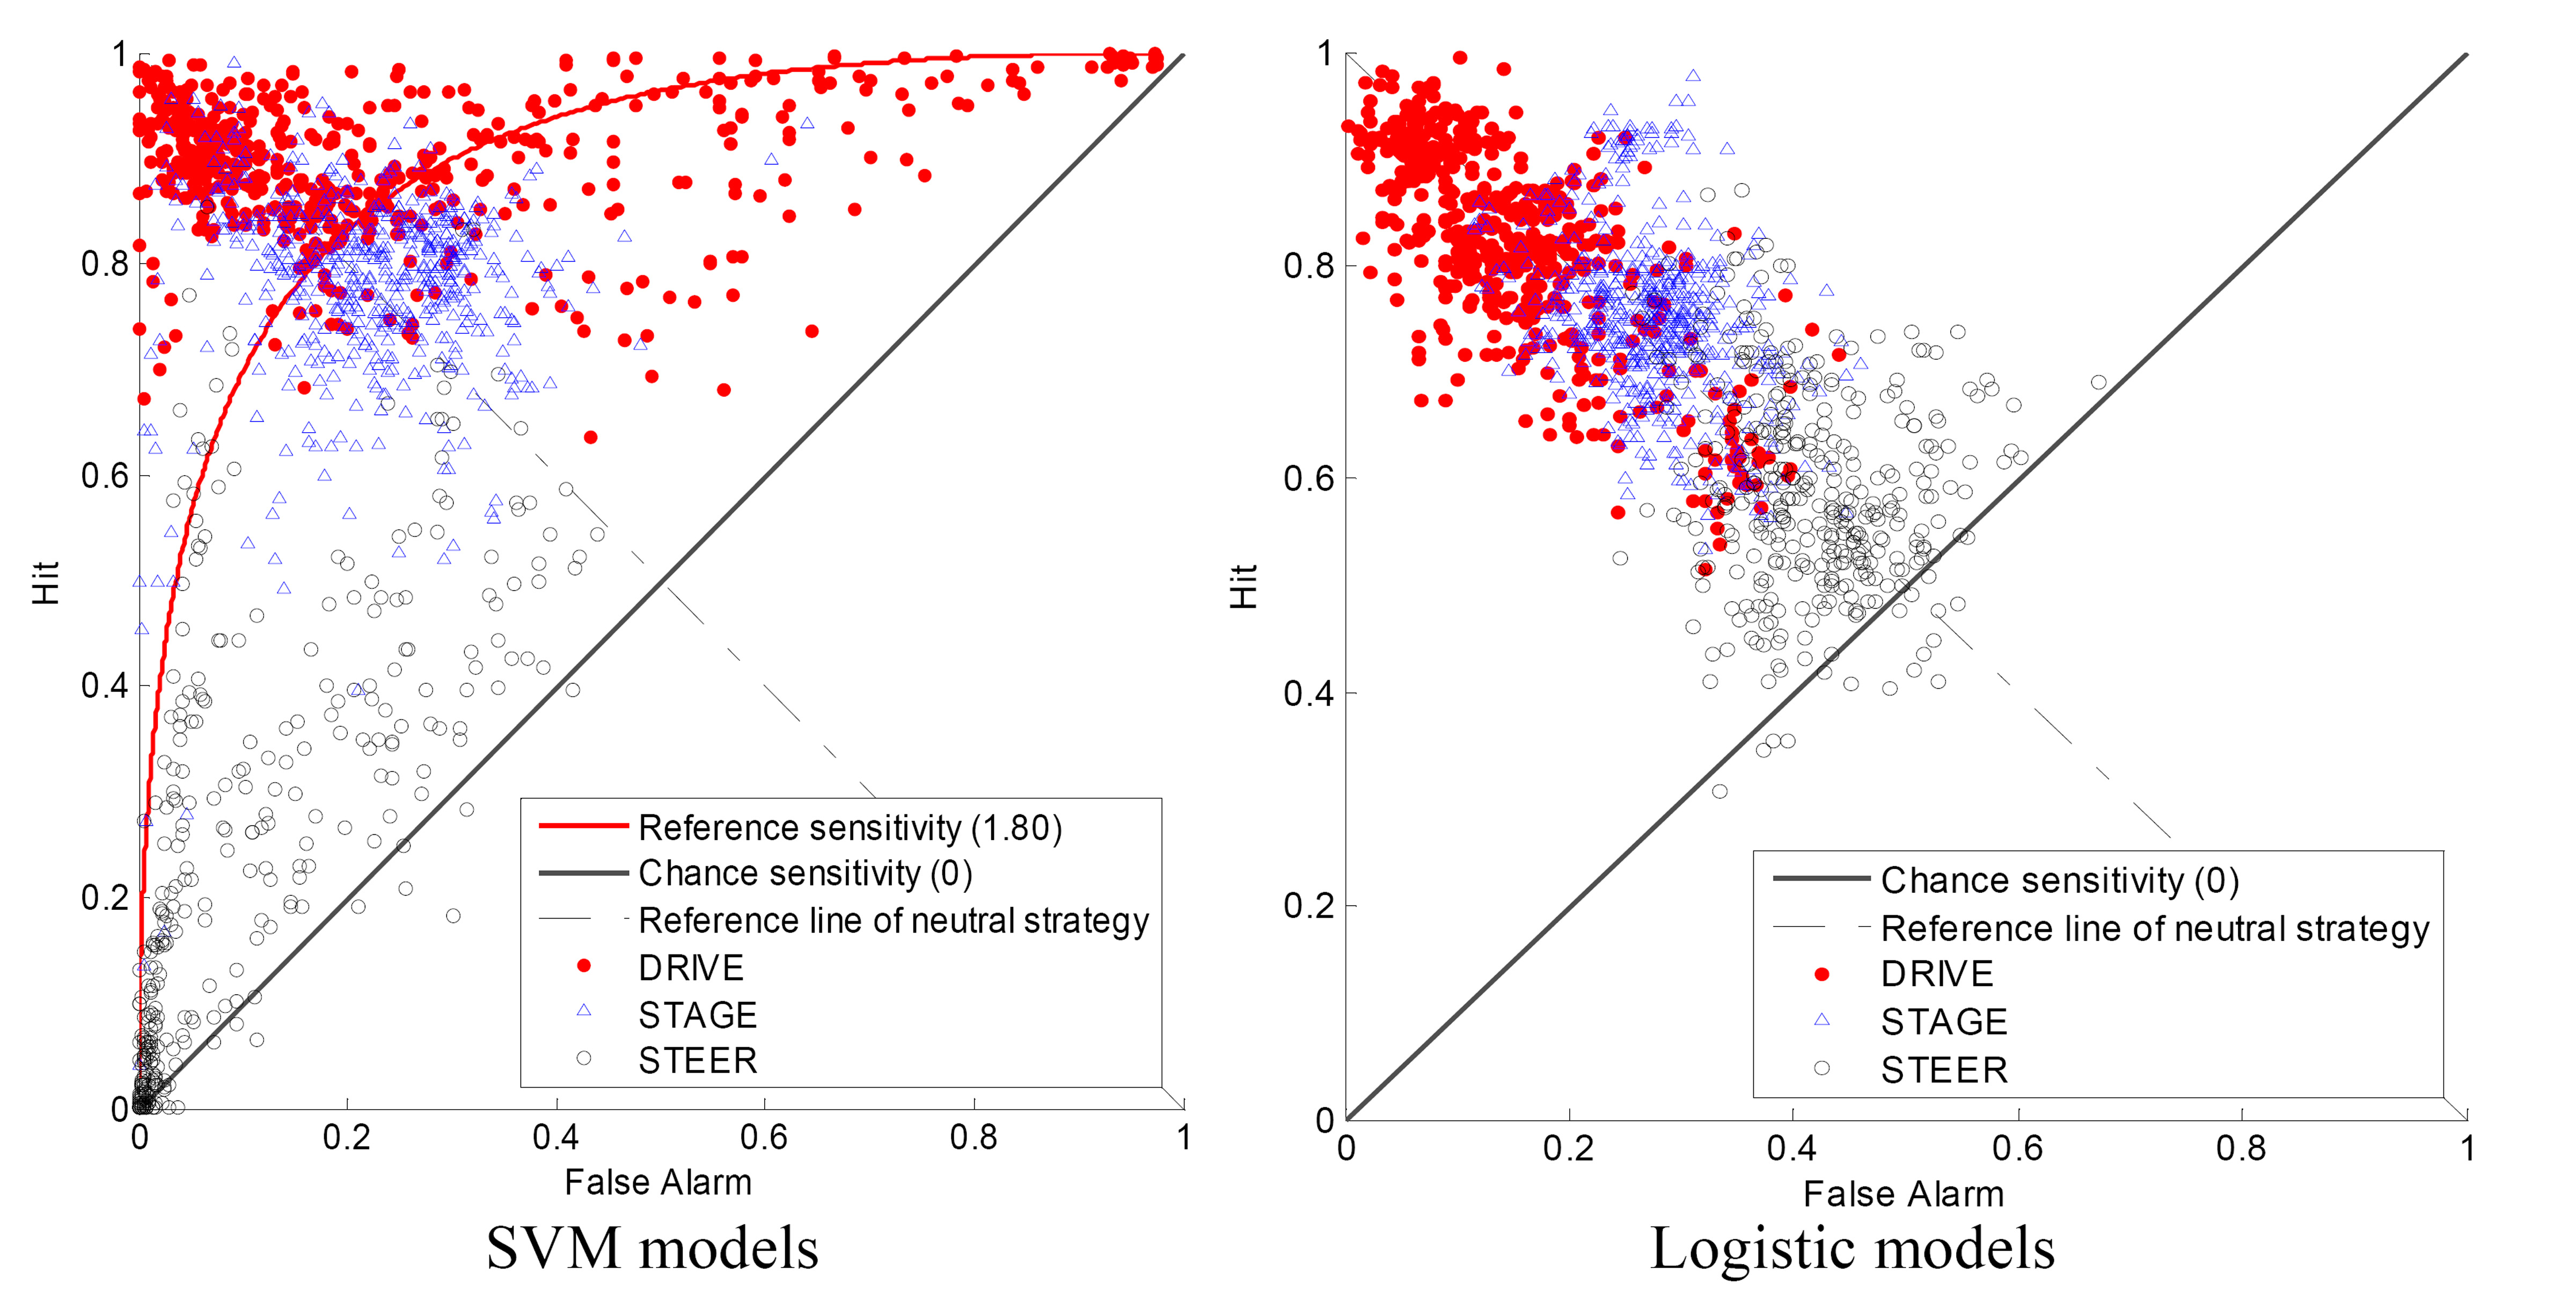 1
0.8
0.6
0.4
0.2
0
Hit
0 0.2 0.4 0.6 0.8 1
False Alarm
Reference sensitivity (1.80)
Chance sensitivity (0)
Reference line of neutral strategy
DRIVE
STAGE
STEER
SVM models
1
0.8
0.6
0.4
0.2
0
Hit
0 0.2 0.4 0.6 0.8 1
False Alarm
Chance sensitivity (0)
Reference line of neutral strategy
DRIVE
STAGE
STEER
Logistic models